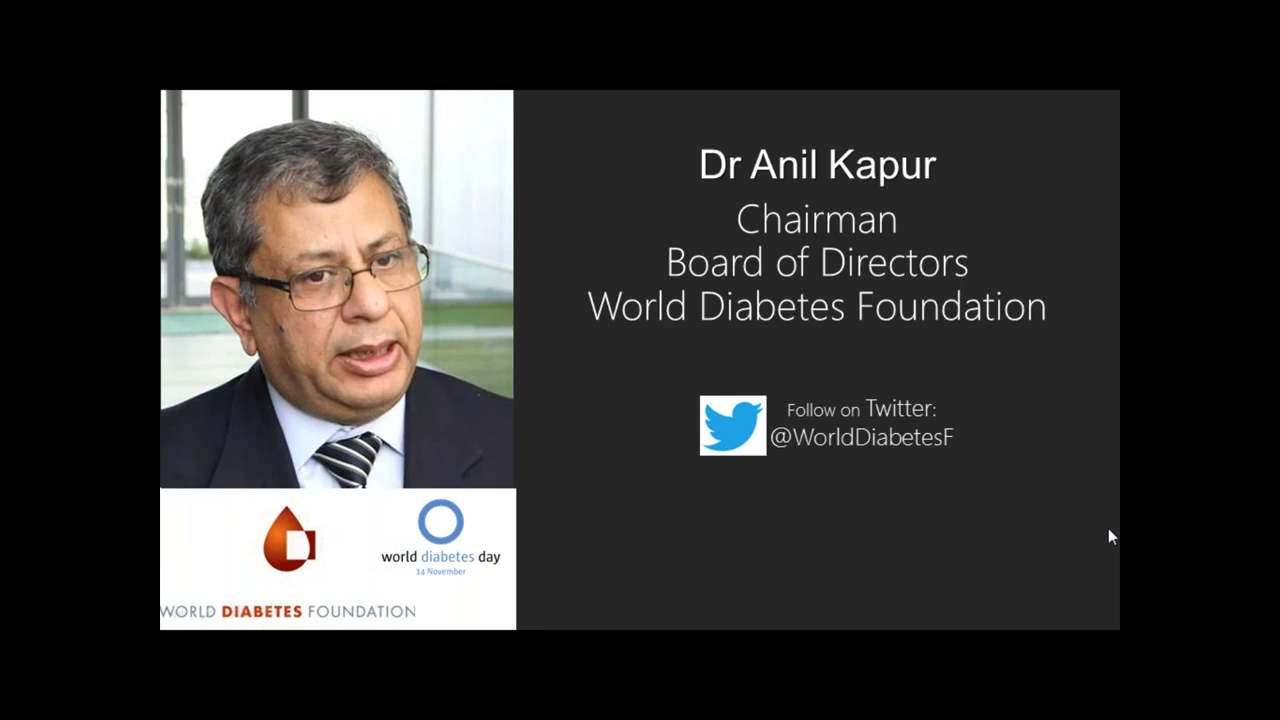 Dr Anil Kapur
Chairman
Board of Directors
World Diabetes Foundation
Follow on Twitter:
@WorldDiabetesF
world diabetes day
14 November
WORLD DIABETES FOUNDATION